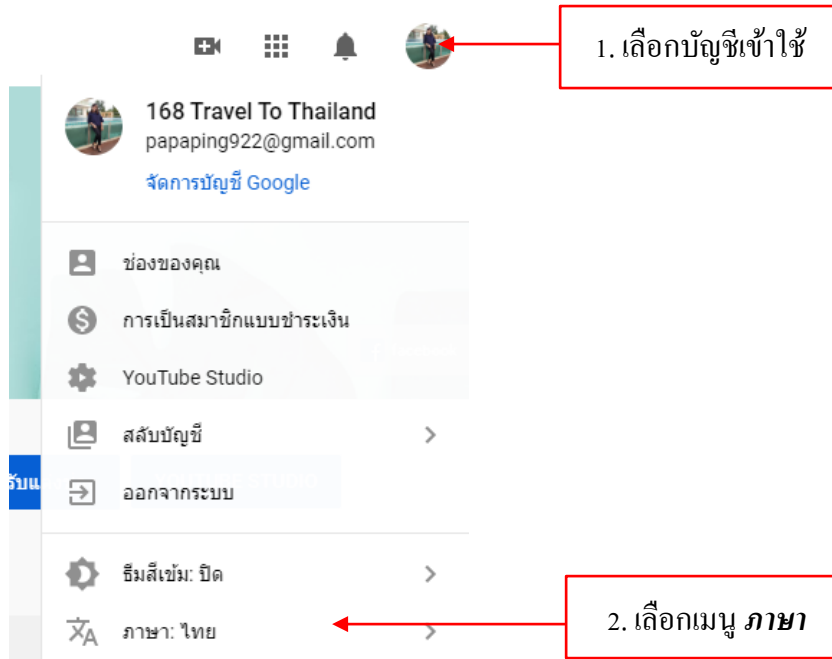 1. เลือกบัญชีเข้าใช้
168 Travel To Thailand
papaping922@gmail.com
จัดการบัญชี Google
ช่องของคุณ
การเป็นสมาชิกแบบชำระเงิน
YouTube Studio
สลับบัญชี
รับแ
ออกจากระบบ
ธีมสีเข้ม: ปิด
ภาษา: ไทย
2. เลือกเมนู ภาษา